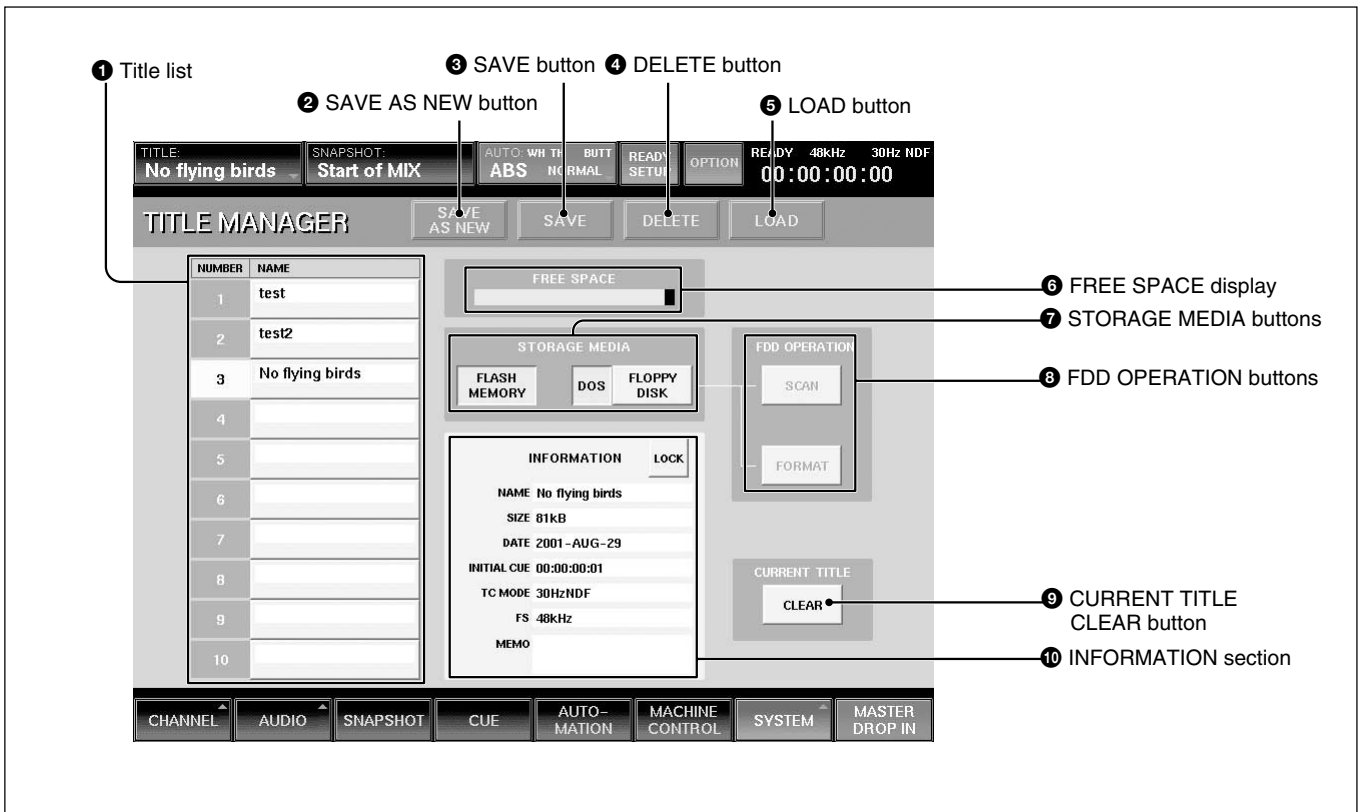 ❶ Title list
❸ SAVE button ❹ DELETE button
❷ SAVE AS NEW button
❺ LOAD button
TITLE:
No flying birds
SNAPSHOT:
Start of MIX
AUTO:
ABS
WH TH BUTT
NORMAL
READY
SETUP
OPTION
READY 48kHz 30Hz NDF
00:00:00:00
TITLE MANAGER
SAVE
AS NEW
SAVE
DELETE
LOAD
NUMBER NAME
1 test
2 test2
3 No flying birds
4
5
6
7
8
9
10
FREE SPACE
❻ FREE SPACE display
❼ STORAGE MEDIA buttons
STORAGE MEDIA
FLASH
MEMORY
DOS
FLOPPY
DISK
FDD OPERATION
SCAN
FORMAT
❽ FDD OPERATION buttons
INFORMATION LOCK
NAME No flying birds
SIZE 81kB
DATE 2001-AUG-29
INITIAL CUE 00:00:00:01
TC MODE 30HzNDF
FS 48kHz
MEMO
CURRENT TITLE
CLEAR
❾ CURRENT TITLE
CLEAR button
❿ INFORMATION section
CHANNEL
AUDIO
SNAPSHOT
CUE
AUTO-
MATION
MACHINE
CONTROL
SYSTEM
MASTER
DROP IN